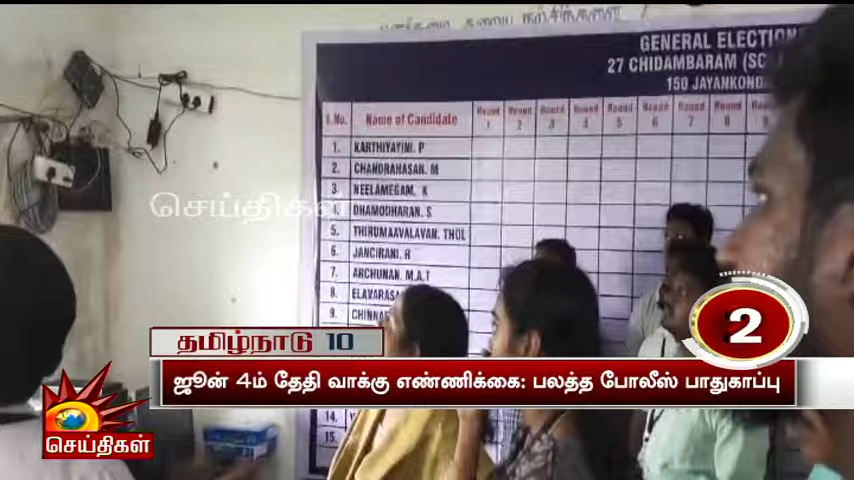 GENERAL ELECTION
27 CHIDAMBARAM (SC
150 JAYANKOND
S.No. Name of Candidate Round 1 Round 2 Round 3 Round 4 Round 5 Round 6 Round 7 Round 8 Round 9
1. KARTHIYAYINI. P
2. CHANDRAHASAN. M
3. NEELAMEGAM. K
செய்திகள்
4. DHAMODHARAN. S
5. THIRUMAAVALAVAN. THOL
6. JANCIRANI. R
7. ARCHUNAN. M.A.T
8. ELAVARAS
9. CHINNA
2
தமிழ்நாடு 10
ஜூன் 4ம் தேதி வாக்கு எண்ணிக்கை: பலத்த போலீஸ் பாதுகாப்பு
14.
15.
செய்திகள்